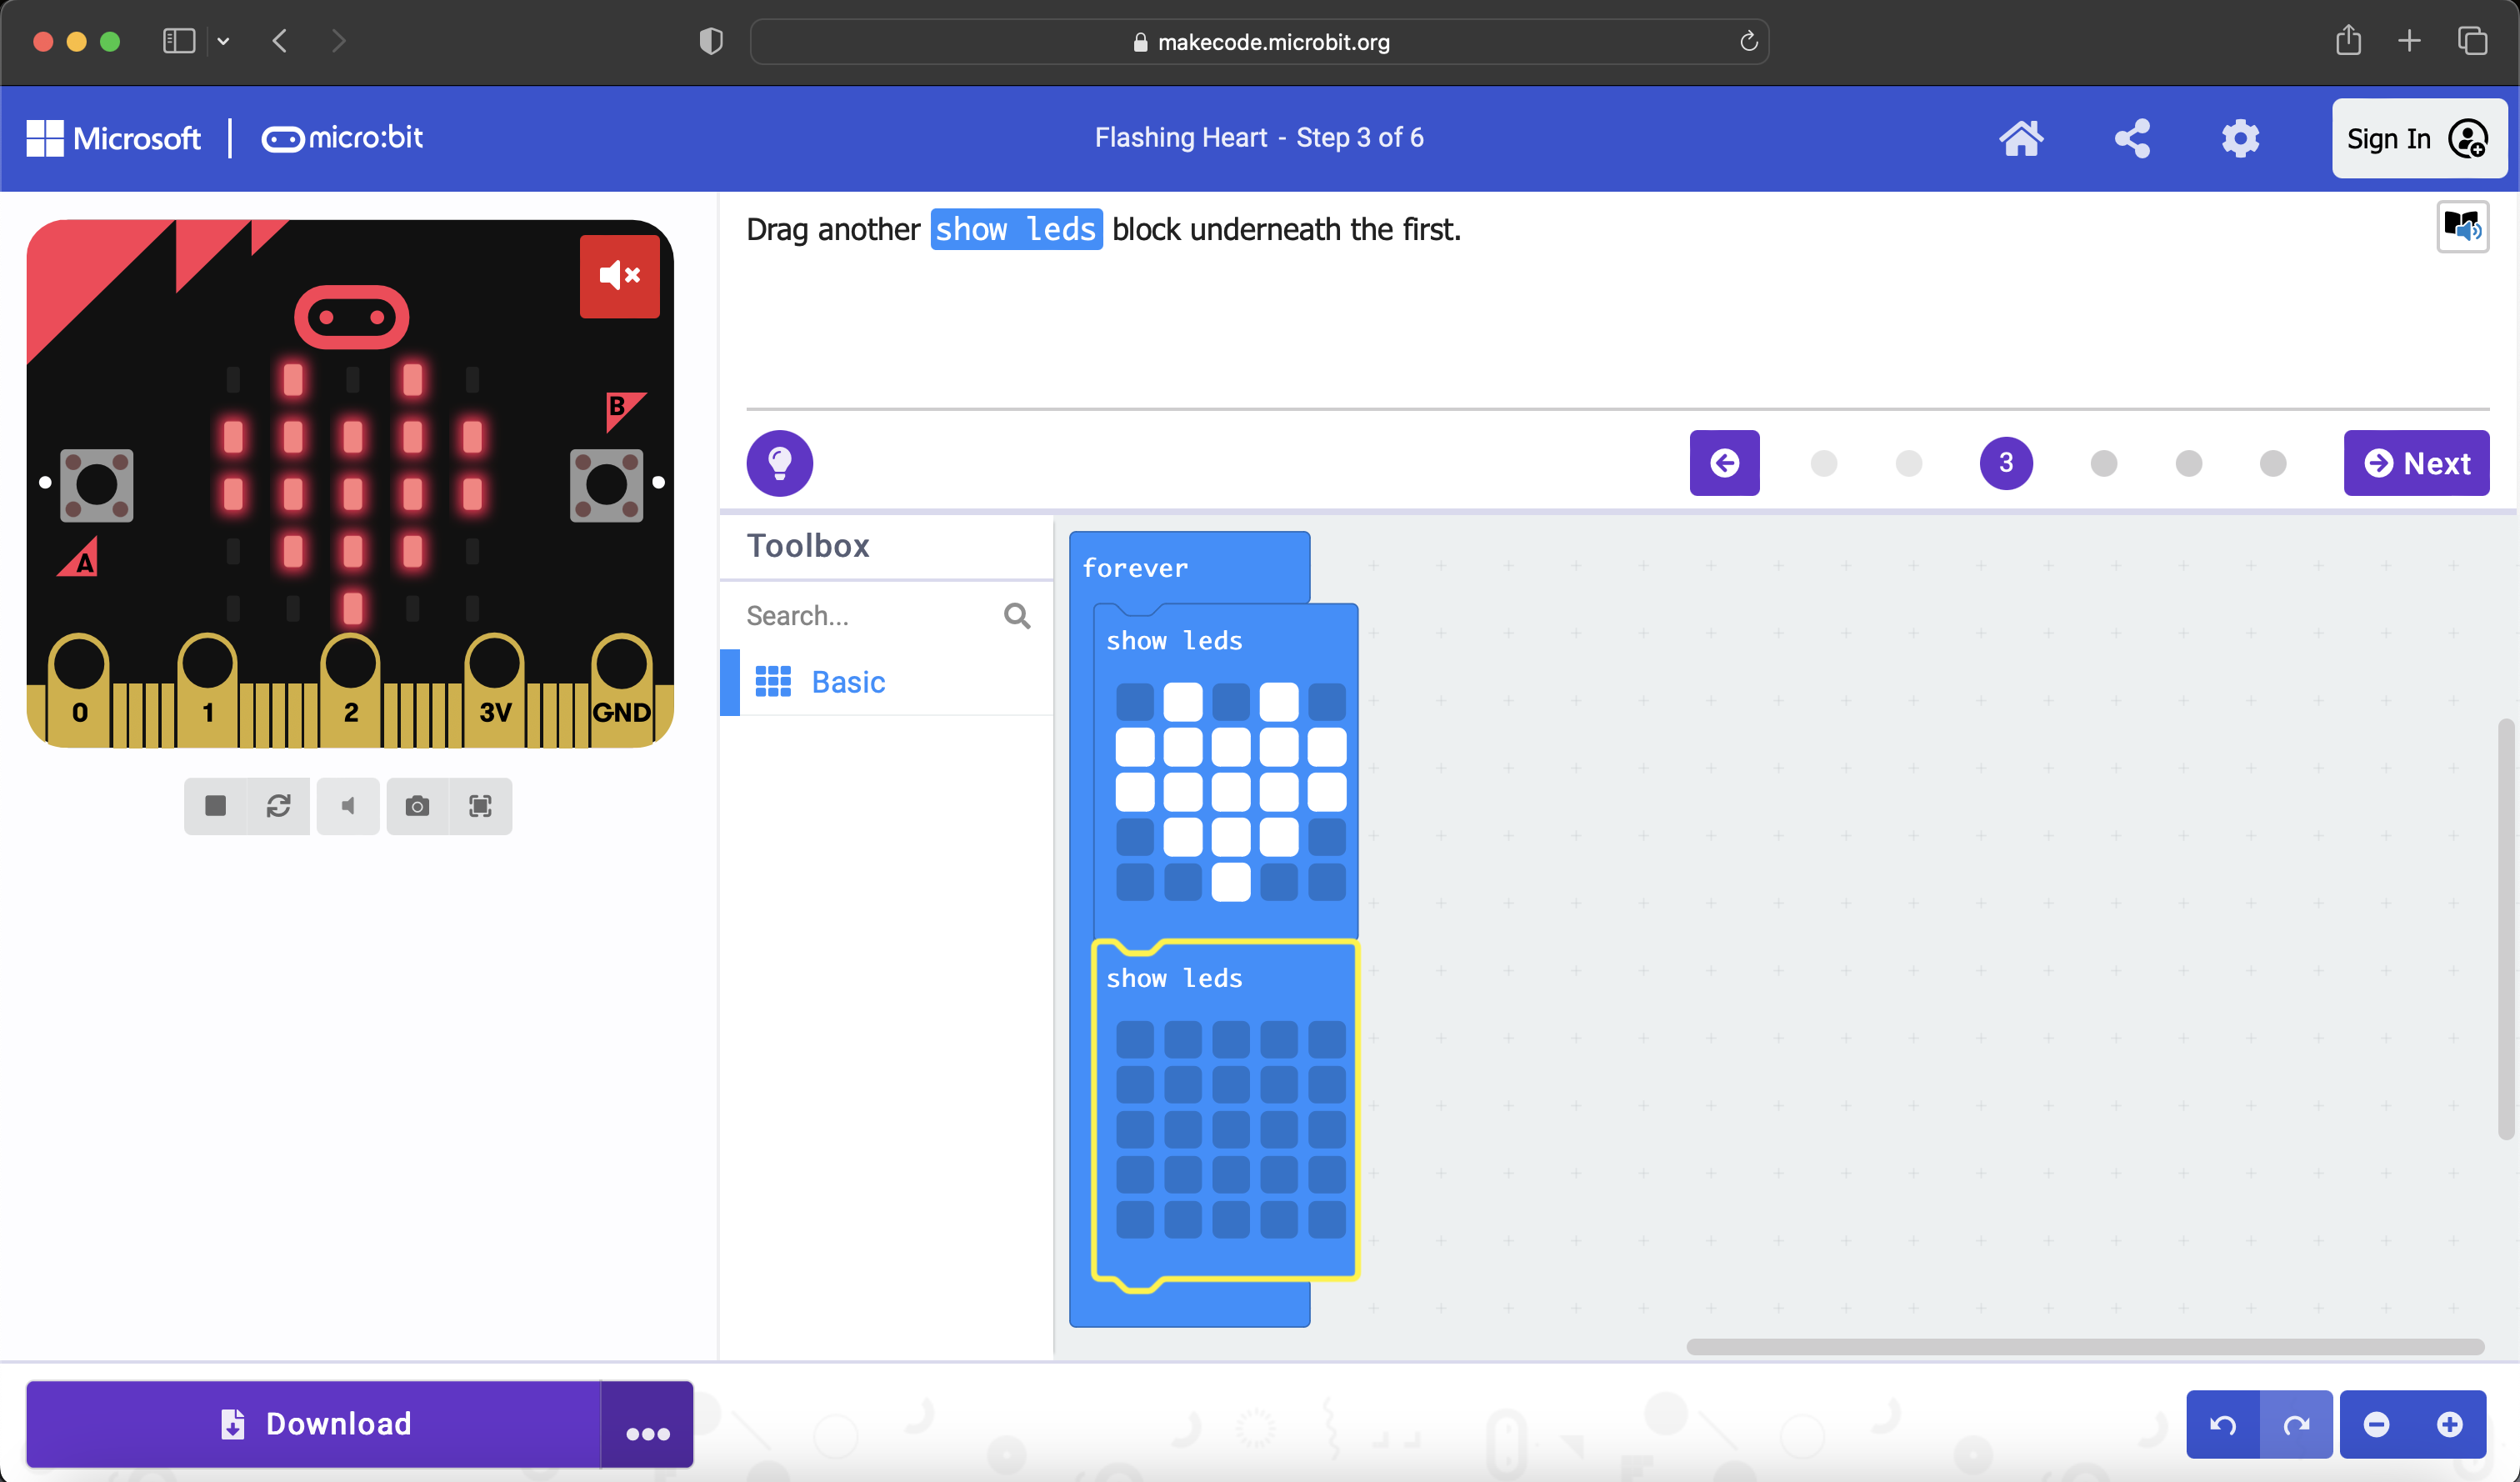 makecode.microbit.org
Microsoft
micro:bit
Flashing Heart - Step 3 of 6
Sign In
Drag another show leds block underneath the first.
B
A
0 1 2 3V GND
3
Next
Toolbox
Search...
Basic
forever
show leds
show leds
Download